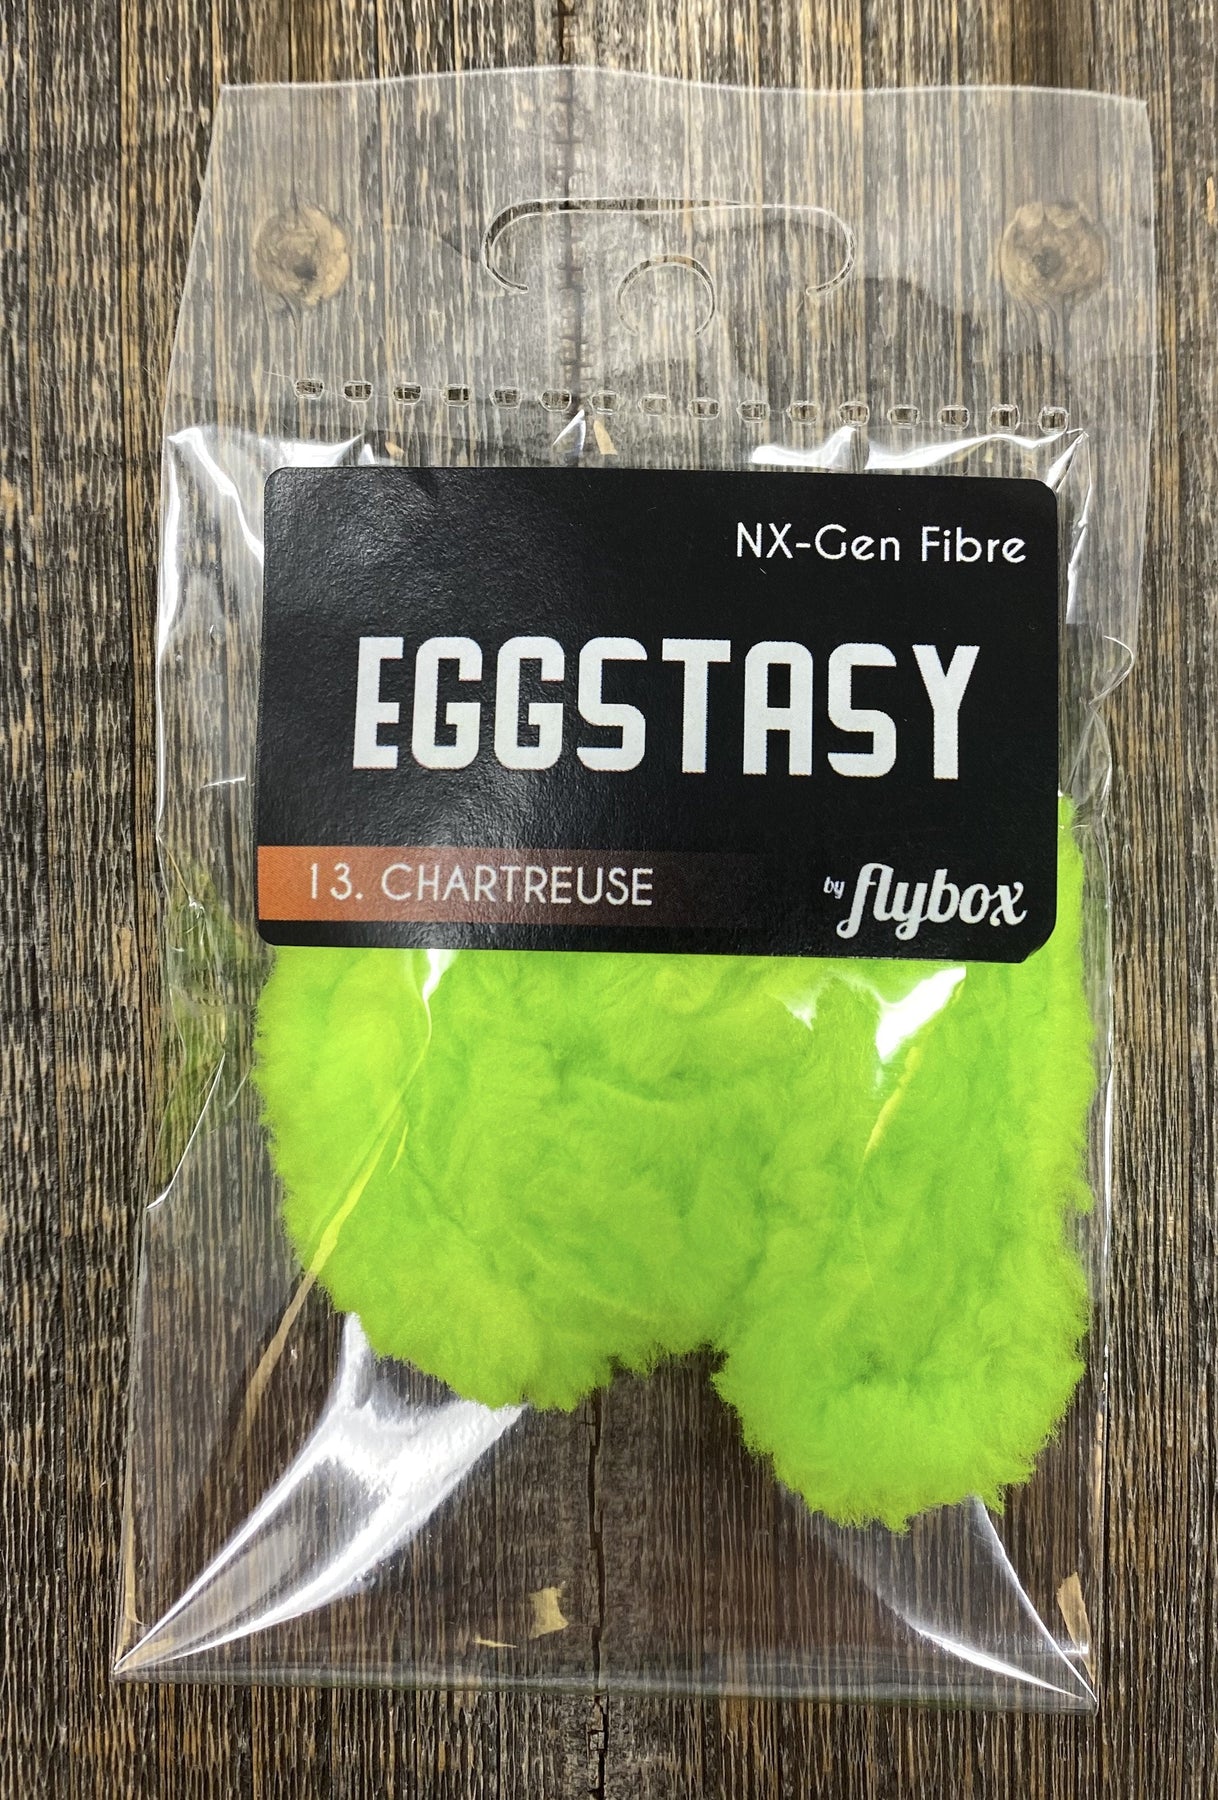 NX-Gen Fibre
EGGSTASY
13. CHARTREUSE
by flybox